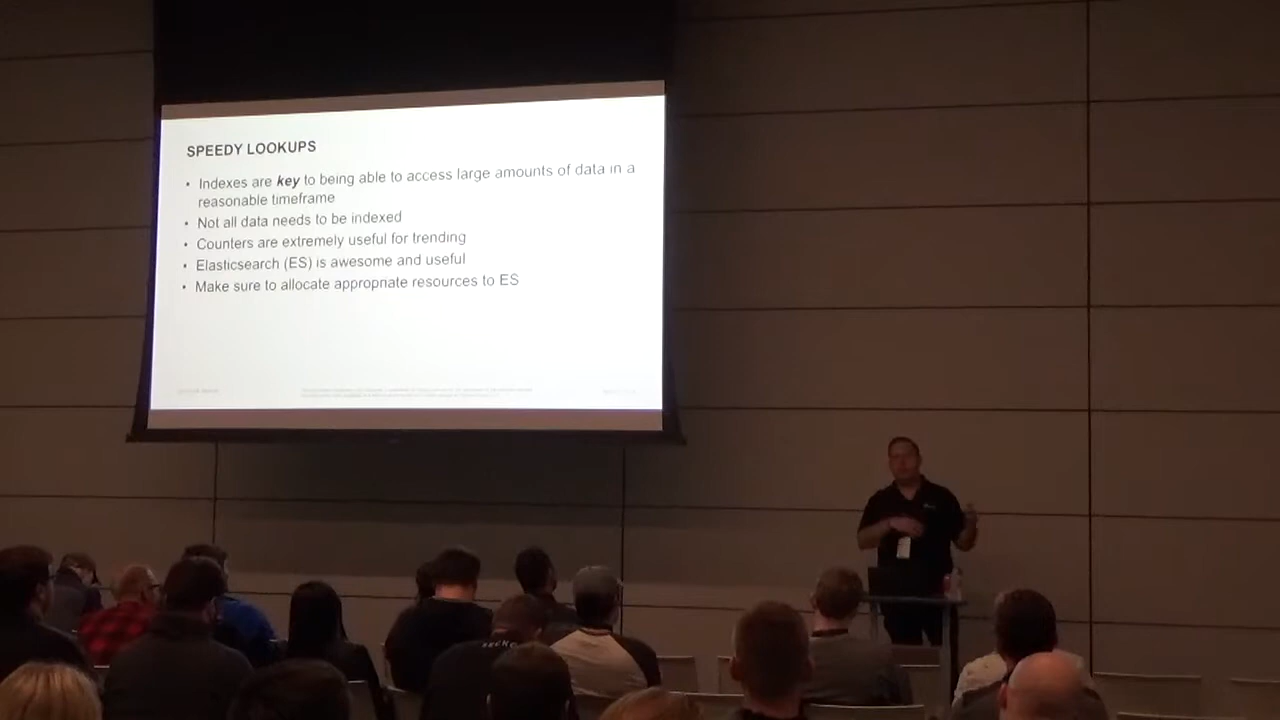 SPEEDY LOOKUPS
• Indexes are key to being able to access large amounts of data in a
reasonable timeframe
• Not all data needs to be indexed
• Counters are extremely useful for trending
• Elasticsearch (ES) is awesome and useful
• Make sure to allocate appropriate resources to ES